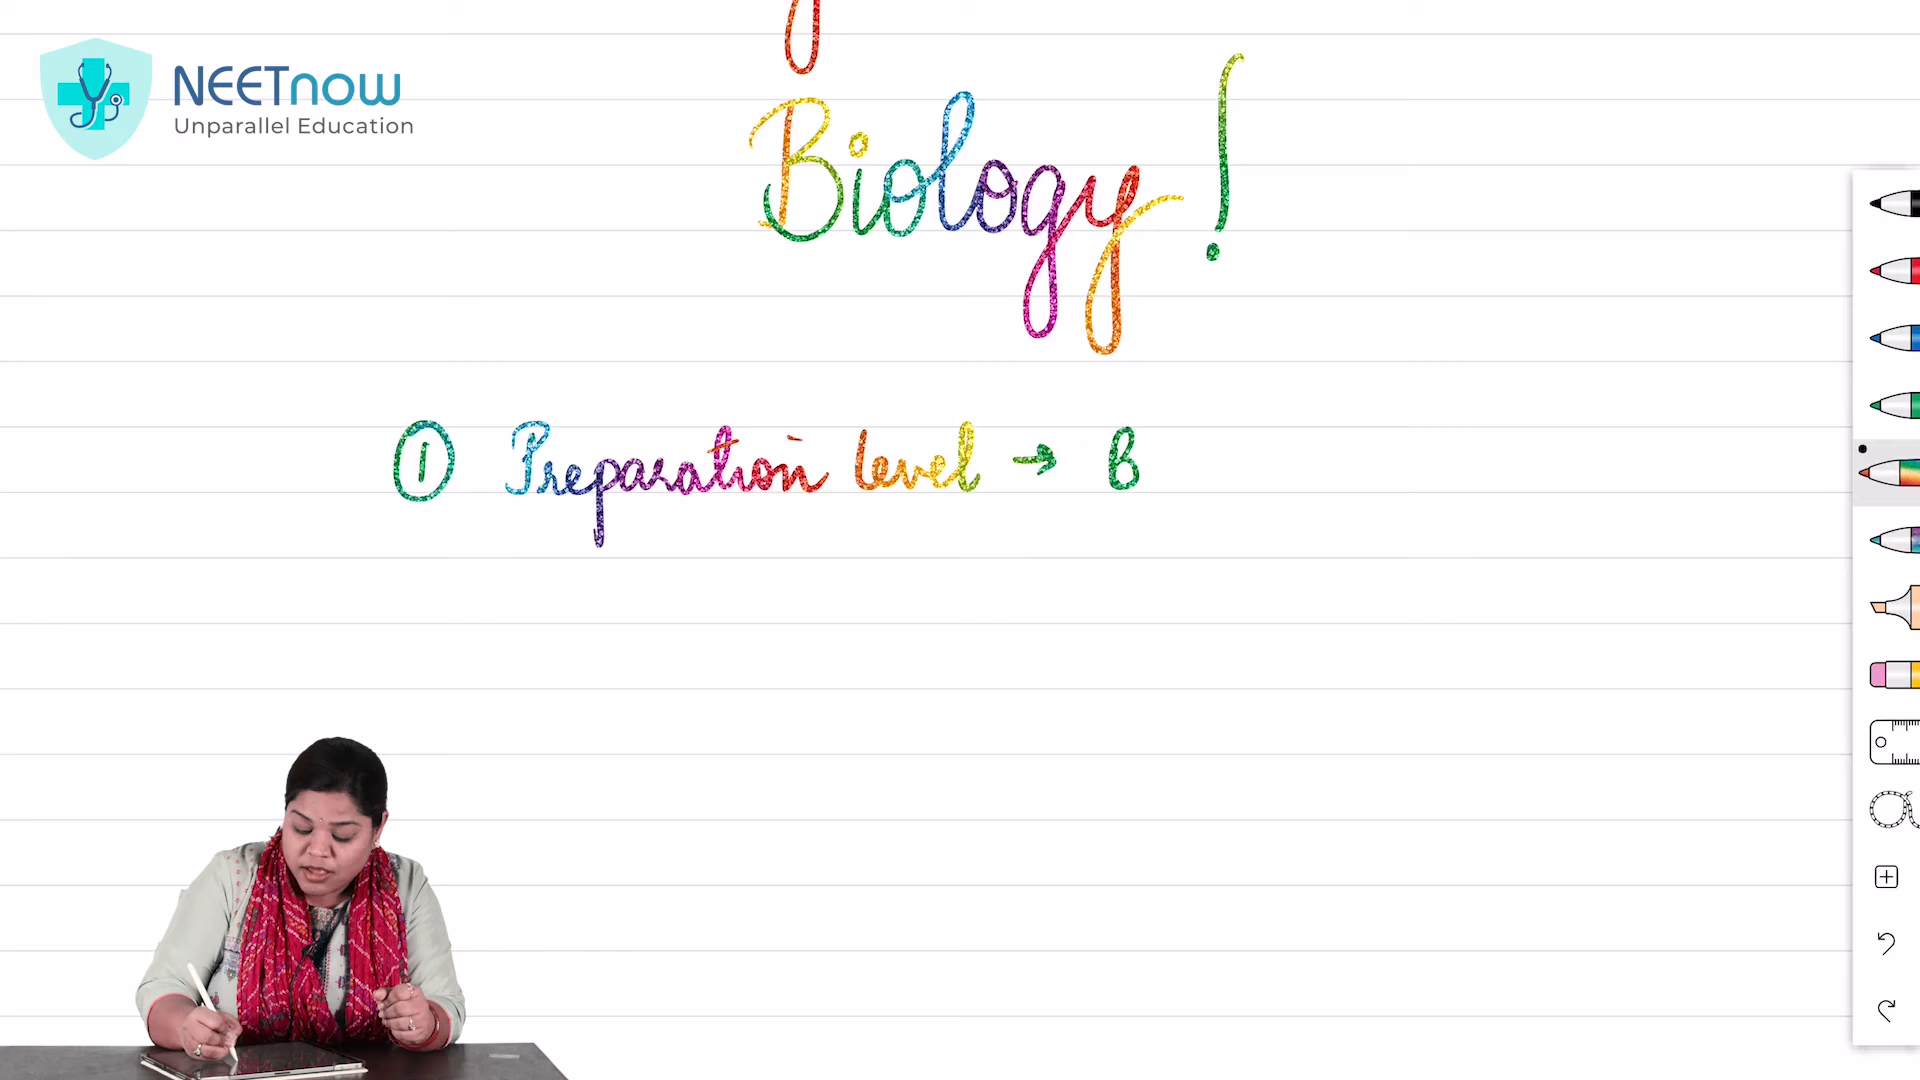 NEETnow
Unparallel Education
Biology!
① Preparation level → B